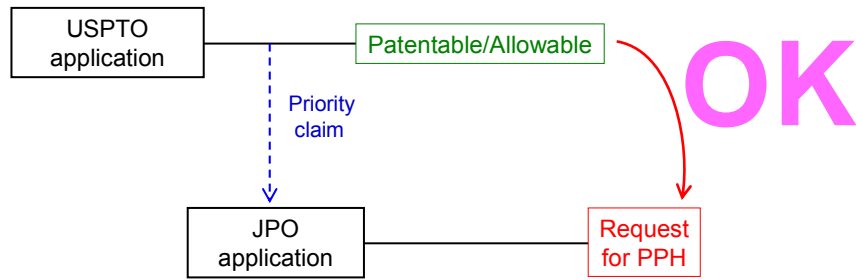 USPTO
application
Patentable/Allowable
OK
Priority
claim
JPO
application
Request
for PPH